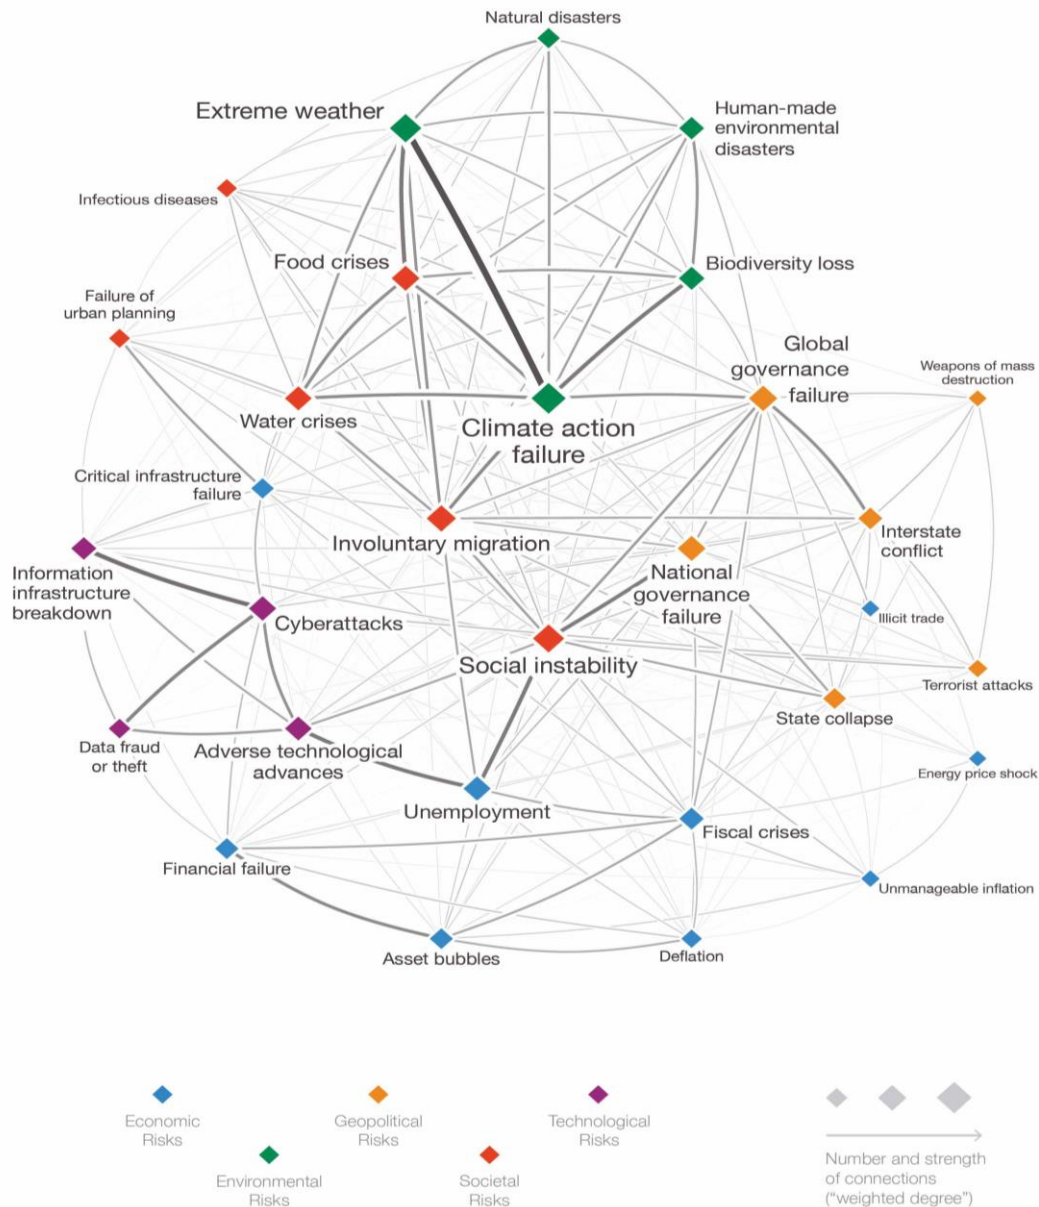 Natural disasters
Extreme weather
Human-made
environmental
disasters
Infectious diseases
Food crises
Biodiversity loss
Failure of
urban planning
Global
governance
failure
Weapons of mass
destruction
Water crises
Climate action
failure
Critical infrastructure
failure
Involuntary migration
Interstate
conflict
Information
infrastructure
breakdown
National
governance
failure
Cyberattacks
Illicit trade
Social instability
Terrorist attacks
State collapse
Data fraud
or theft
Adverse technological
advances
Energy price shock
Unemployment
Fiscal crises
Financial failure
Unmanageable inflation
Asset bubbles
Deflation
Economic
Risks
Geopolitical
Risks
Technological
Risks
Environmental
Risks
Societal
Risks
Number and strength
of connections
(“weighted degree”)